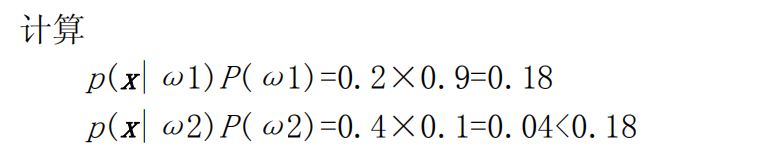 计算
p(x| ω1)P(ω1)=0.2×0.9=0.18
p(x| ω2)P(ω2)=0.4×0.1=0.04<0.18